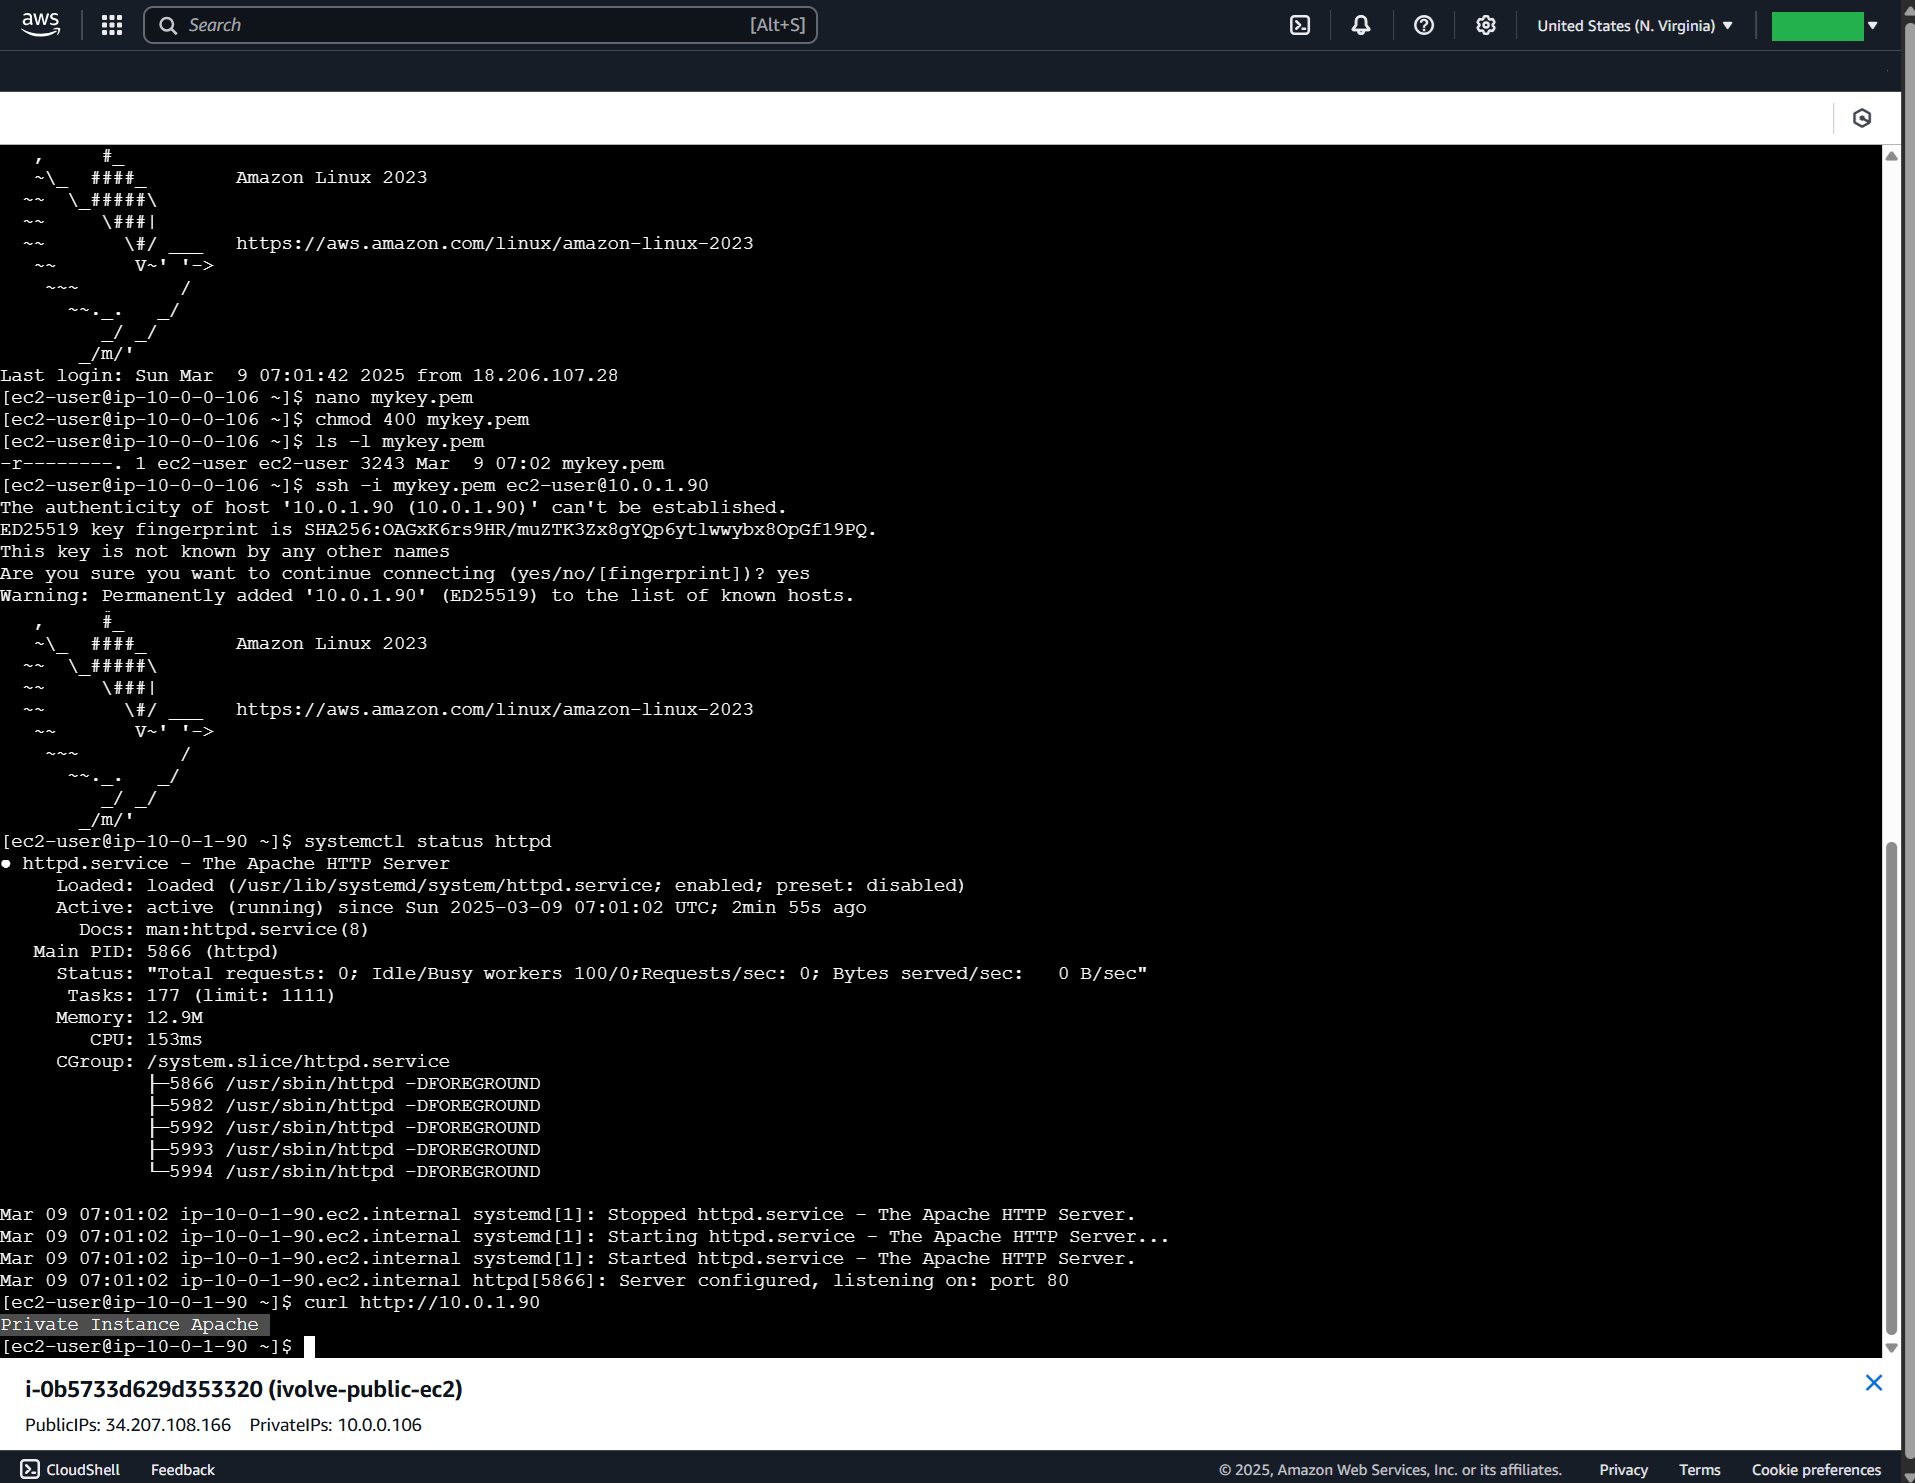 aws
Search [Alt+S]
United States (N. Virginia)
   ,     #_
   ~\_  ####_        Amazon Linux 2023
  ~~  \_#####\
  ~~     \###|
  ~~       \#/ ___   https://aws.amazon.com/linux/amazon-linux-2023
   ~~       V~' '->
    ~~~         /
      ~~._.   _/
         _/ _/
       _/m/'
Last login: Sun Mar  9 07:01:42 2025 from 18.206.107.28
[ec2-user@ip-10-0-0-106 ~]$ nano mykey.pem
[ec2-user@ip-10-0-0-106 ~]$ chmod 400 mykey.pem
[ec2-user@ip-10-0-0-106 ~]$ ls -l mykey.pem
-r--------. 1 ec2-user ec2-user 3243 Mar  9 07:02 mykey.pem
[ec2-user@ip-10-0-0-106 ~]$ ssh -i mykey.pem ec2-user@10.0.1.90
The authenticity of host '10.0.1.90 (10.0.1.90)' can't be established.
ED25519 key fingerprint is SHA256:OAGxK6rs9HR/muZTK3Zx8gYQp6ytlwwybx8OpGf19PQ.
This key is not known by any other names
Are you sure you want to continue connecting (yes/no/[fingerprint])? yes
Warning: Permanently added '10.0.1.90' (ED25519) to the list of known hosts.
   ,     #_
   ~\_  ####_        Amazon Linux 2023
  ~~  \_#####\
  ~~     \###|
  ~~       \#/ ___   https://aws.amazon.com/linux/amazon-linux-2023
   ~~       V~' '->
    ~~~         /
      ~~._.   _/
         _/ _/
       _/m/'
[ec2-user@ip-10-0-1-90 ~]$ systemctl status httpd
● httpd.service - The Apache HTTP Server
     Loaded: loaded (/usr/lib/systemd/system/httpd.service; enabled; preset: disabled)
     Active: active (running) since Sun 2025-03-09 07:01:02 UTC; 2min 55s ago
       Docs: man:httpd.service(8)
   Main PID: 5866 (httpd)
     Status: "Total requests: 0; Idle/Busy workers 100/0;Requests/sec: 0; Bytes served/sec:   0 B/sec"
      Tasks: 177 (limit: 1111)
     Memory: 12.9M
        CPU: 153ms
     CGroup: /system.slice/httpd.service
             ├─5866 /usr/sbin/httpd -DFOREGROUND
             ├─5982 /usr/sbin/httpd -DFOREGROUND
             ├─5992 /usr/sbin/httpd -DFOREGROUND
             ├─5993 /usr/sbin/httpd -DFOREGROUND
             └─5994 /usr/sbin/httpd -DFOREGROUND
Mar 09 07:01:02 ip-10-0-1-90.ec2.internal systemd[1]: Stopped httpd.service - The Apache HTTP Server.
Mar 09 07:01:02 ip-10-0-1-90.ec2.internal systemd[1]: Starting httpd.service - The Apache HTTP Server...
Mar 09 07:01:02 ip-10-0-1-90.ec2.internal systemd[1]: Started httpd.service - The Apache HTTP Server.
Mar 09 07:01:02 ip-10-0-1-90.ec2.internal httpd[5866]: Server configured, listening on: port 80
[ec2-user@ip-10-0-1-90 ~]$ curl http://10.0.1.90
Private Instance Apache
[ec2-user@ip-10-0-1-90 ~]$
i-0b5733d629d353320 (ivolve-public-ec2)
PublicIPs: 34.207.108.166 PrivateIPs: 10.0.0.106
CloudShell Feedback © 2025, Amazon Web Services, Inc. or its affiliates. Privacy Terms Cookie preferences